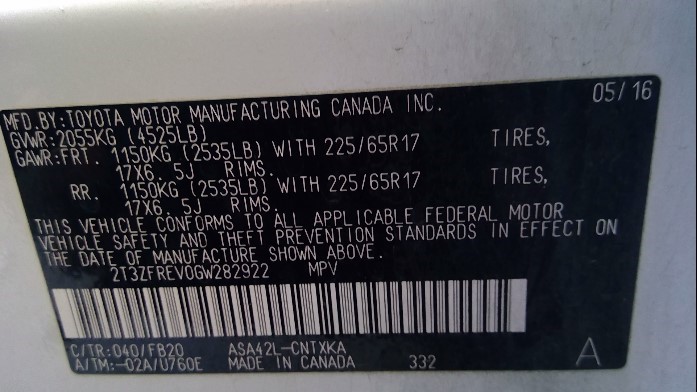 MFD.BY:TOYOTA MOTOR MANUFACTURING CANADA INC. 05/16
GVWR:2055KG (4525LB)
GAWR:FRT. 1150KG (2535LB) WITH 225/65R17 TIRES,
17X6. 5J RIMS.
RR. 1150KG (2535LB) WITH 225/65R17 TIRES,
17X6. 5J RIMS.
THIS VEHICLE CONFORMS TO ALL APPLICABLE FEDERAL MOTOR
VEHICLE SAFETY AND THEFT PREVENTION STANDARDS IN EFFECT ON
THE DATE OF MANUFACTURE SHOWN ABOVE.
2T3ZFREV0GW282922 MPV
C/TR:040/FB20 ASA42L-CNTXKA
A/TM:-02A/U760E MADE IN CANADA 332 A